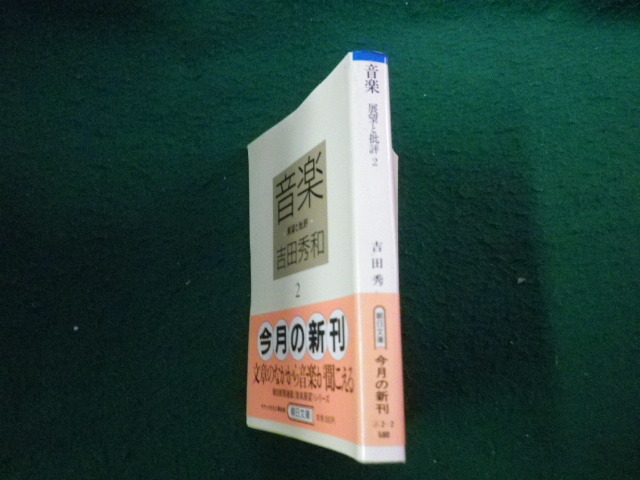 音楽
展望と批評
吉田秀和
2
今月の新刊
文章のなかから音楽が聞こえる
朝日文庫
音楽 展望と批評 2
吉田秀
朝日文庫
今月の新刊